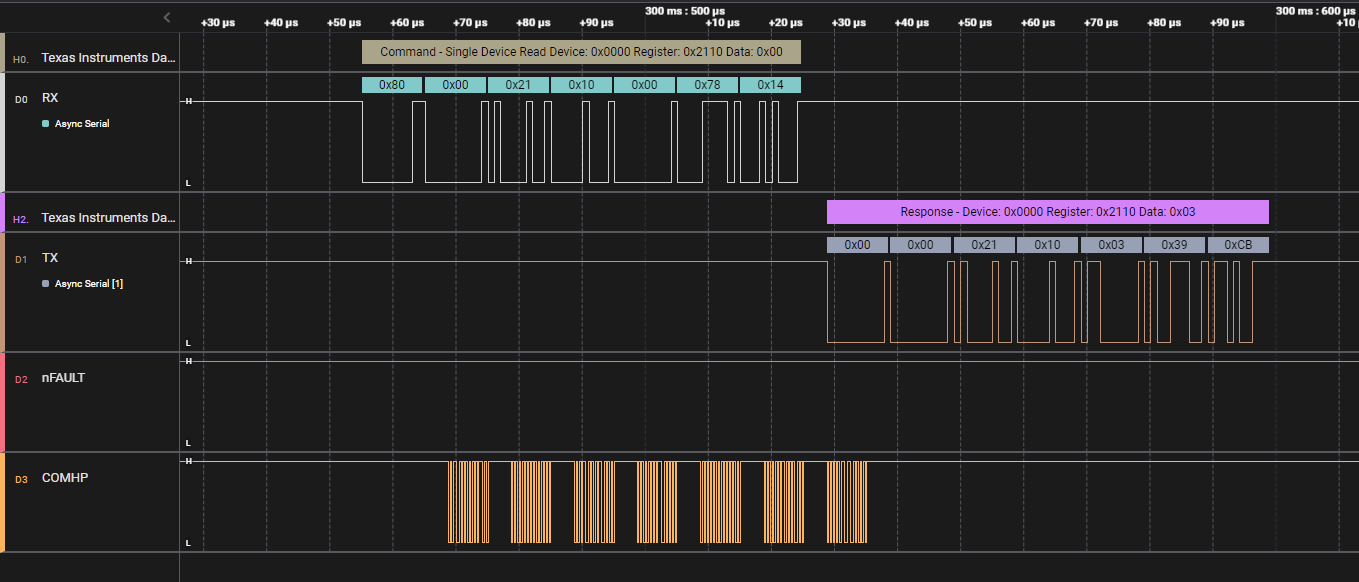 300 ms : 500 µs 300 ms : 600 µs
+30 µs +40 µs +50 µs +60 µs +70 µs +80 µs +90 µs +10 µs +20 µs +30 µs +40 µs +50 µs +60 µs +70 µs +80 µs +90 µs +10
H0. Texas Instruments Da... Command - Single Device Read Device: 0x0000 Register: 0x2110 Data: 0x00
0x80 0x00 0x21 0x10 0x00 0x78 0x14
D0 RX H
Async Serial
L
H2. Texas Instruments Da... Response - Device: 0x0000 Register: 0x2110 Data: 0x03
0x00 0x00 0x21 0x10 0x03 0x39 0xCB
D1 TX H
Async Serial [1]
L
H
D2 nFAULT
L
H
D3 COMHP
L